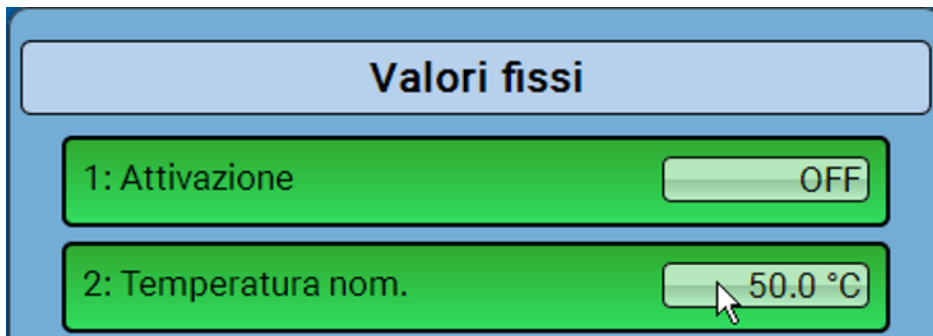 Valori fissi
1: Attivazione OFF
2: Temperatura nom. 50.0 °C